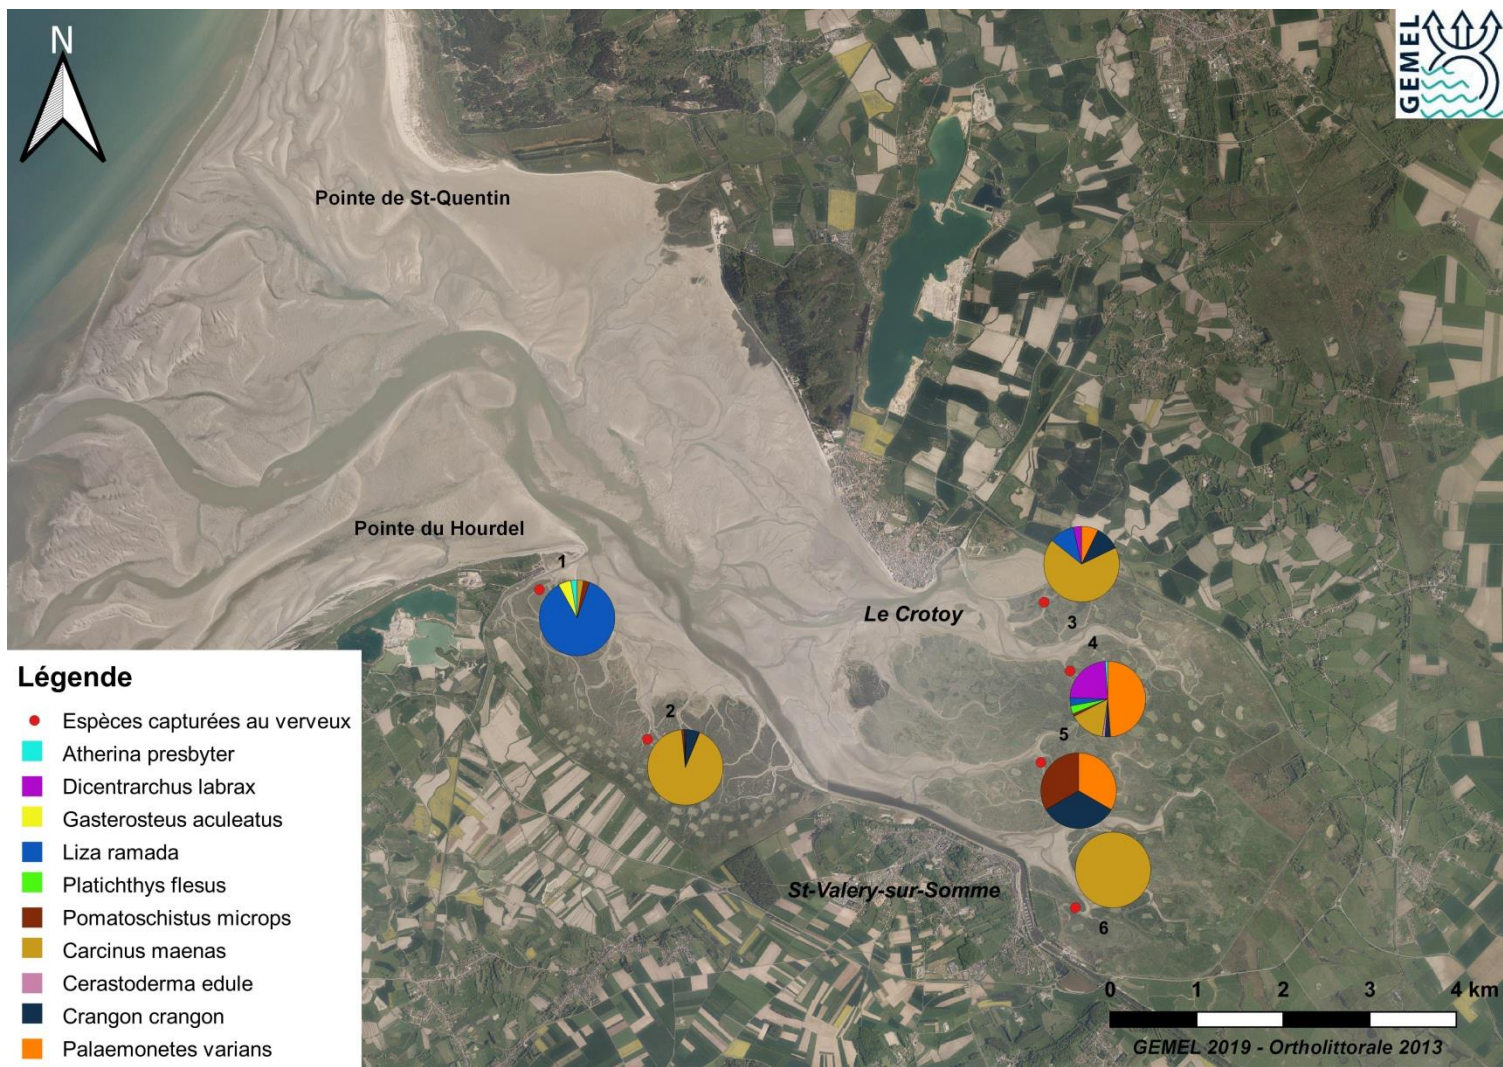 N
GEMEL
Pointe de St-Quentin
Pointe du Hourdel
1
Le Crotoy
3
4
2
5
St-Valery-sur-Somme
6
Légende
Espèces capturées au verveux
Atherina presbyter
Dicentrarchus labrax
Gasterosteus aculeatus
Liza ramada
Platichthys flesus
Pomatoschistus microps
Carcinus maenas
Cerastoderma edule
Crangon crangon
Palaemonetes varians
0 1 2 3 4 km
GEMEL 2019 - Ortholittorale 2013